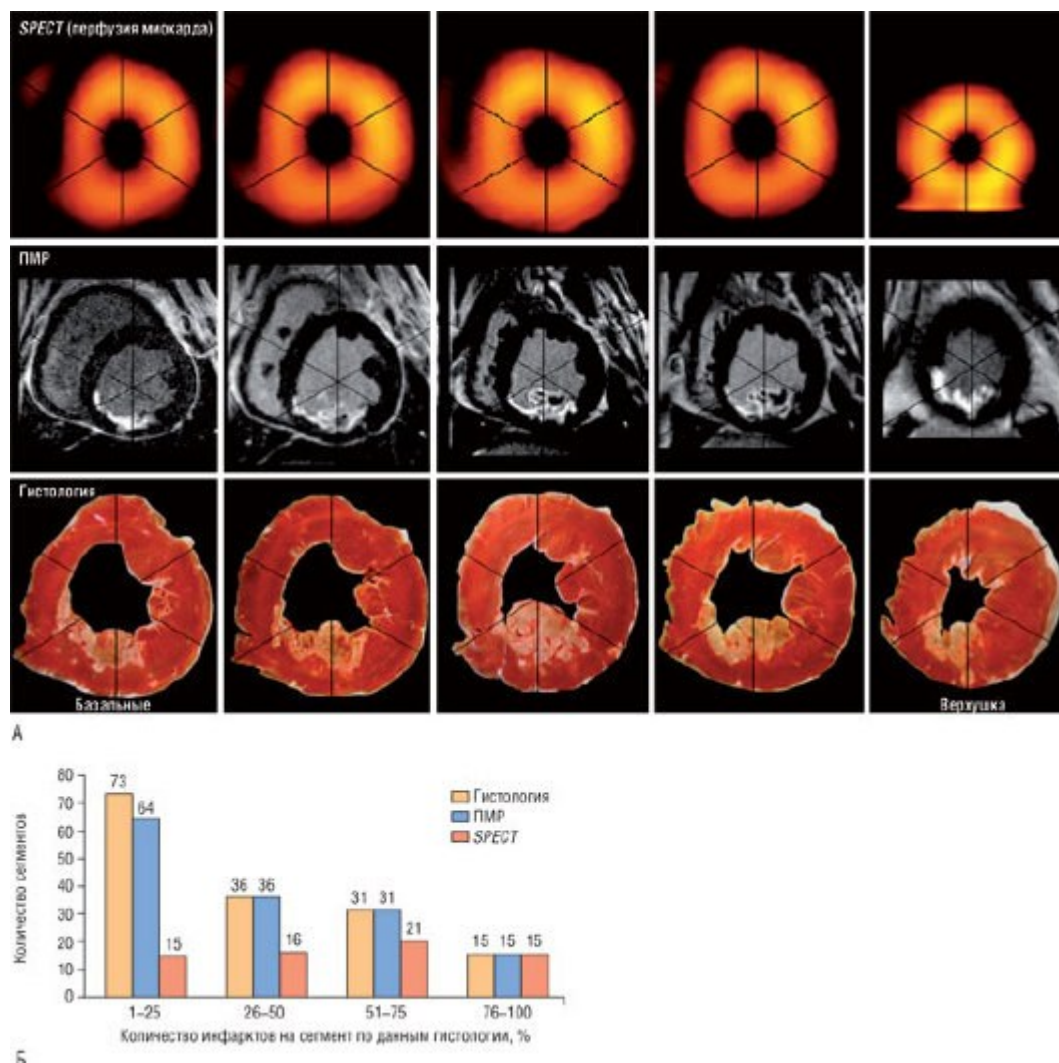 SPECT (перфузия миокарда)
ПМР
Гистология
Базальные
Верхушка
А
80
70
60
50
40
30
20
10
0
Количество сегментов
73
64
15
36
36
16
31
31
21
15
15
15
Гистология
ПМР
SPECT
1–25
26–50
51–75
76–100
Количество инфарктов на сегмент по данным гистологии, %
Б